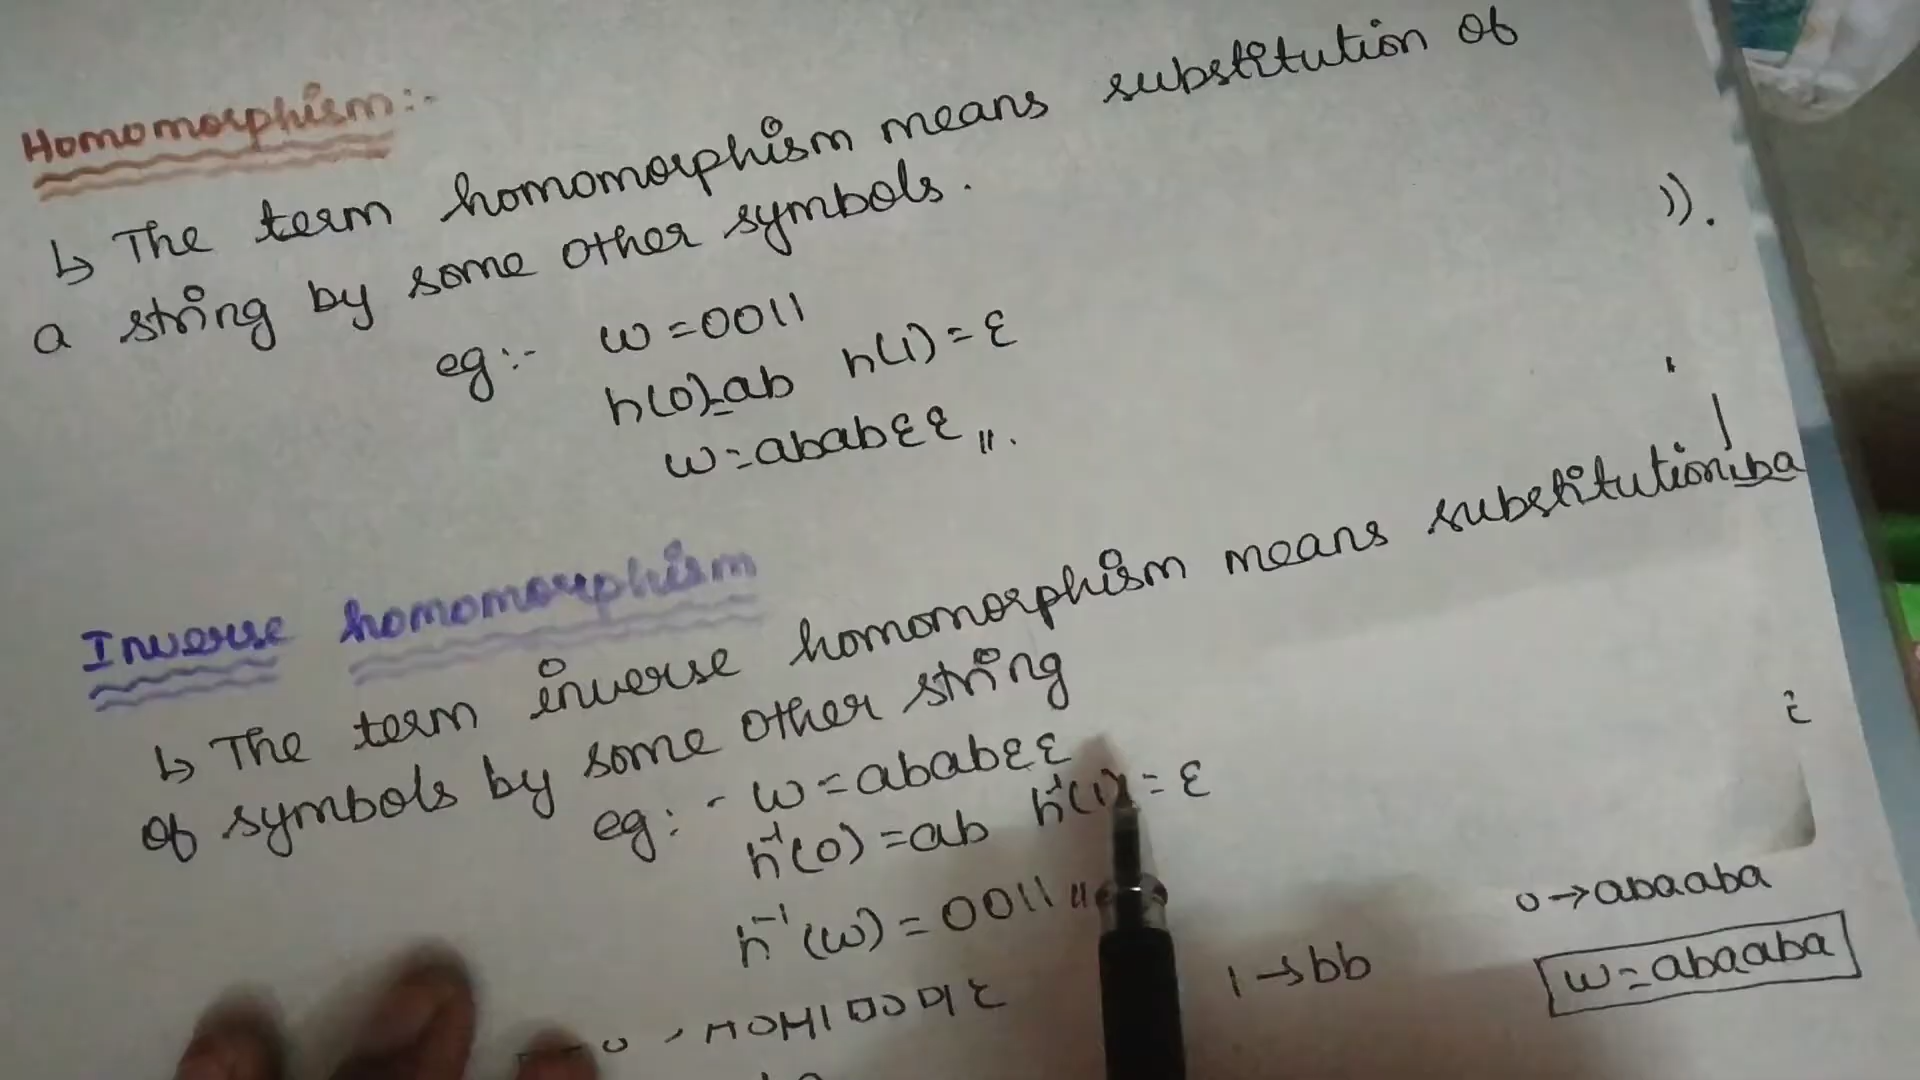 Homomorphism:-
↳ The term homomorphism means substitution of
a string by some other symbols.
)).
eg:- w=0011
h(0)=ab h(1)=ε
w=ababεε,,.
Inverse homomorphism
↳ The term inverse homomorphism means substitution
of symbols by some other string
eg:- w=ababεε
h⁻¹(0)=ab h⁻¹(1)=ε
h⁻¹(w)=0011,,
0→abaaba
1→bb
w=abaaba